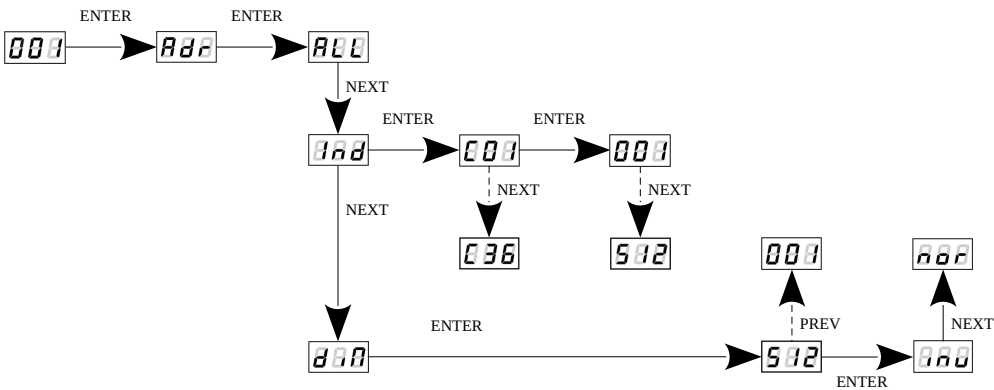 ENTER ENTER
001 Adr ALL
NEXT
ENTER ENTER
Ind C01 001
NEXT NEXT
NEXT
C36 512
001 nor
ENTER PREV NEXT
din 512 inu
ENTER